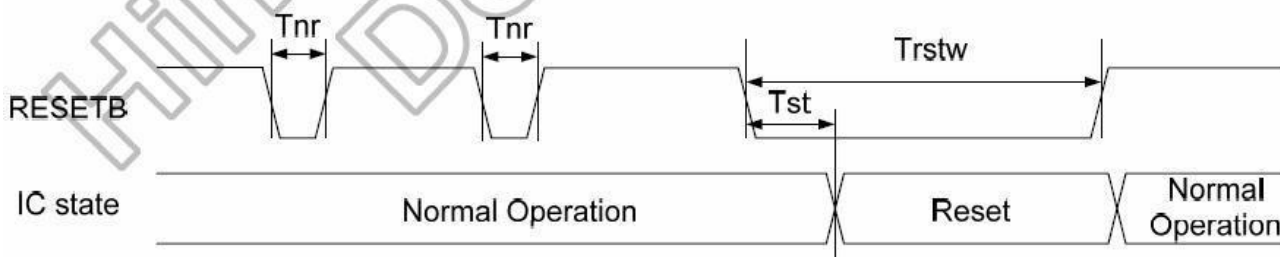 Tnr
Tnr
Trstw
Tst
RESETB
IC state
Normal Operation
Reset
Normal
Operation